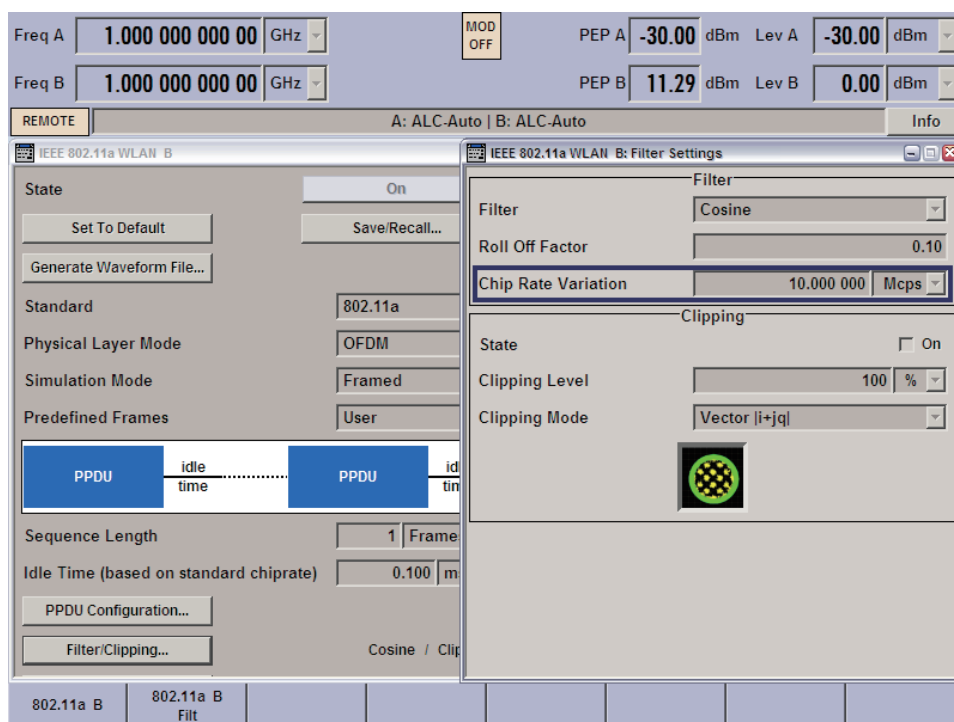 Freq A 1.000 000 000 00 GHz MOD OFF PEP A -30.00 dBm Lev A -30.00 dBm
Freq B 1.000 000 000 00 GHz PEP B 11.29 dBm Lev B 0.00 dBm
REMOTE A: ALC-Auto | B: ALC-Auto Info
IEEE 802.11a WLAN B
State On
Set To Default Save/Recall...
Generate Waveform File...
Standard 802.11a
Physical Layer Mode OFDM
Simulation Mode Framed
Predefined Frames User
PPDU idle time PPDU
Sequence Length 1 Frame
Idle Time (based on standard chiprate) 0.100 m
PPDU Configuration...
Filter/Clipping... Cosine / Clip
IEEE 802.11a WLAN B: Filter Settings
Filter
Filter Cosine
Roll Off Factor 0.10
Chip Rate Variation 10.000 000 Mcps
Clipping
State On
Clipping Level 100 %
Clipping Mode Vector |i+jq|
802.11a B
802.11a B
Filt